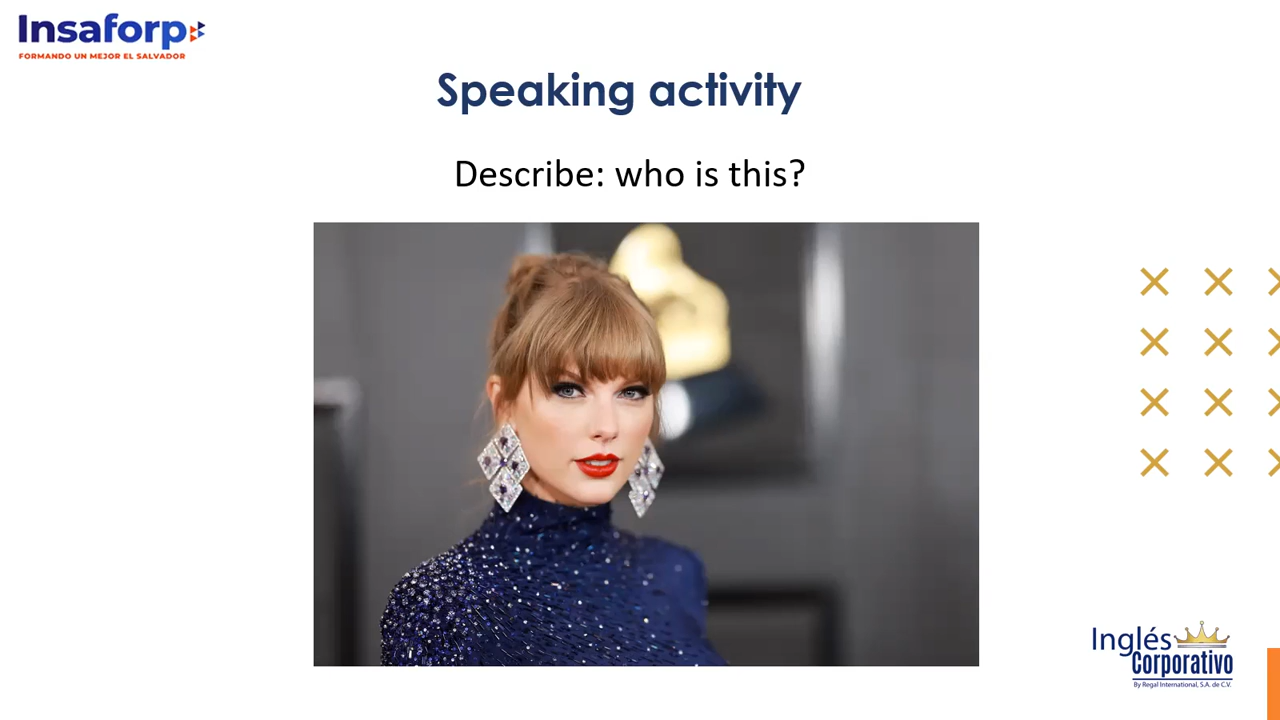 Insaforp
FORMANDO UN MEJOR EL SALVADOR
Speaking activity
Describe: who is this?
Inglés
Corporativo
By Regal International, S.A. de C.V.